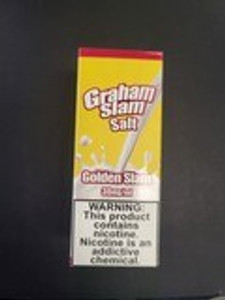 Graham
Slam
Salt
Golden Slam
WARNING:
This product
contains
nicotine.
Nicotine is an
addictive
chemical.